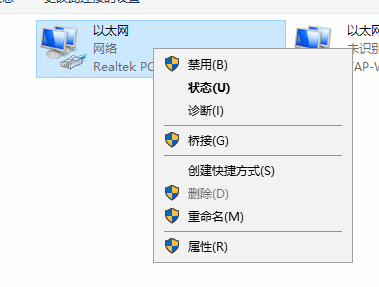 以太网
网络
Realtek PC
禁用(B)
状态(U)
诊断(I)
桥接(G)
创建快捷方式(S)
删除(D)
重命名(M)
属性(R)
以太网
未识别